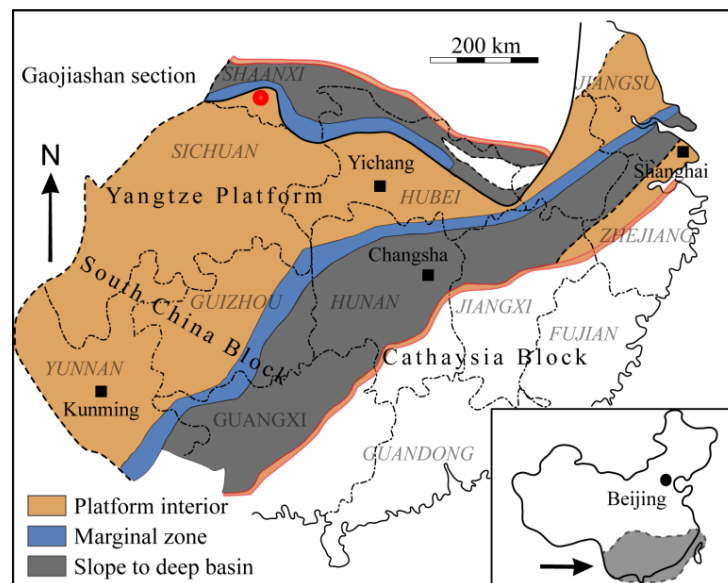 200 km
Gaojiashan section
SHAANXI
JIANGSU
N
SICHUAN
Yichang
Shanghai
Yangtze Platform
HUBEI
ZHEJIANG
Changsha
South China Block
GUIZHOU
HUNAN
JIANGXI
FUJIAN
Cathaysia Block
YUNNAN
Kunming
GUANGXI
GUANDONG
Platform interior
Marginal zone
Slope to deep basin
Beijing